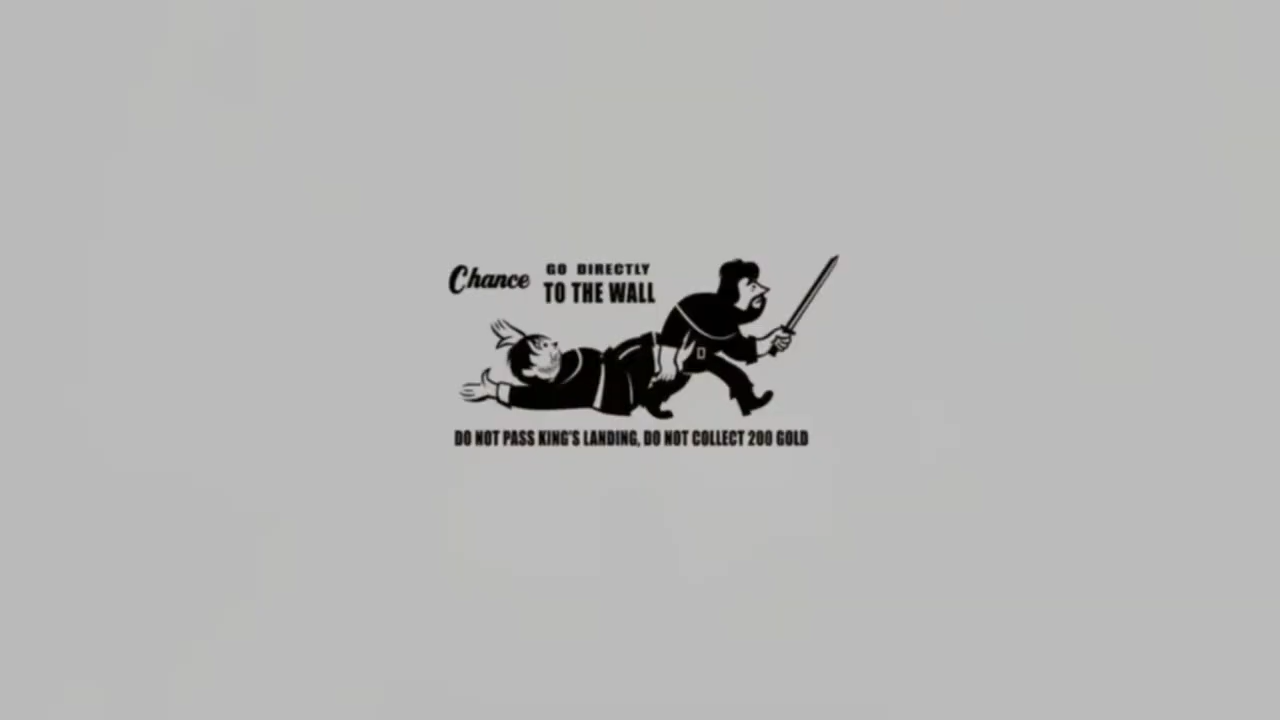 Chance
GO DIRECTLY
TO THE WALL
DO NOT PASS KING'S LANDING, DO NOT COLLECT 200 GOLD